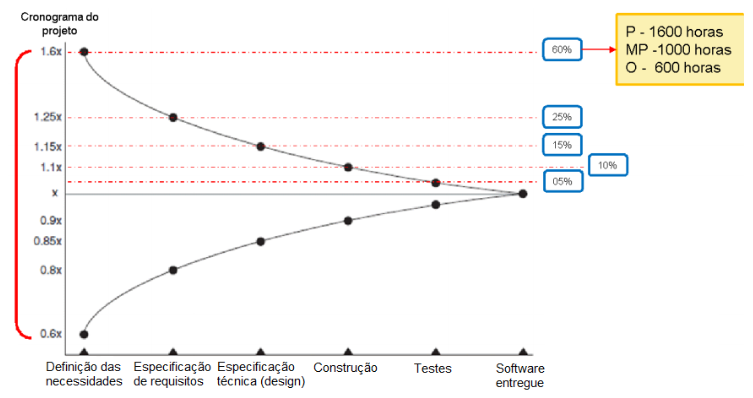 Cronograma do
projeto
1.6x
1.25x
1.15x
1.1x
x
0.9x
0.85x
0.8x
0.6x
60%
25%
15%
10%
05%
P - 1600 horas
MP -1000 horas
O - 600 horas
Definição das
necessidades
Especificação
de requisitos
Especificação
técnica (design)
Construção
Testes
Software
entregue